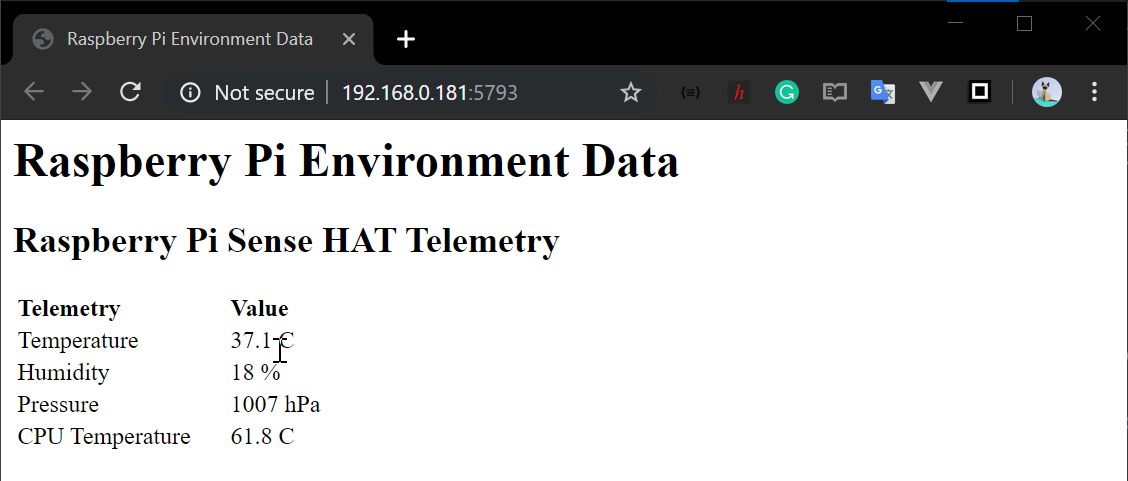 Raspberry Pi Environment Data
Not secure | 192.168.0.181:5793
Raspberry Pi Environment Data
Raspberry Pi Sense HAT Telemetry
Telemetry Value
Temperature 37.1 C
Humidity 18 %
Pressure 1007 hPa
CPU Temperature 61.8 C